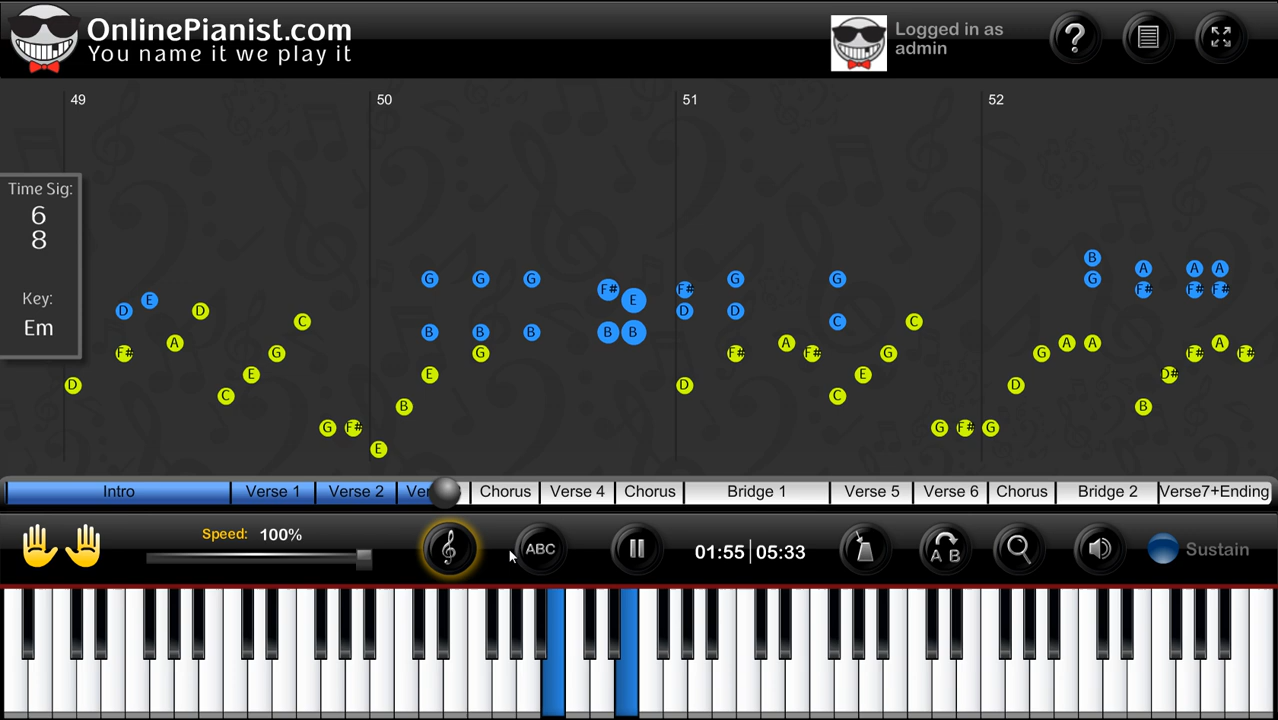 OnlinePianist.com
You name it we play it
Logged in as
admin
?
49 50 51 52
Time Sig:
6
8
Key:
Em
B
G A A A
G G G F# E F# G G F# F# F#
D E D D D C C
B B B B B
F# A D G C G F# A F# G C G A A D# F# A F#
D C E E D C E D
B B
G F# G F# G
E
Intro Verse 1 Verse 2 Ver Chorus Verse 4 Chorus Bridge 1 Verse 5 Verse 6 Chorus Bridge 2 Verse7+Ending
Speed: 100%
ABC
01:55 | 05:33
A B
Sustain